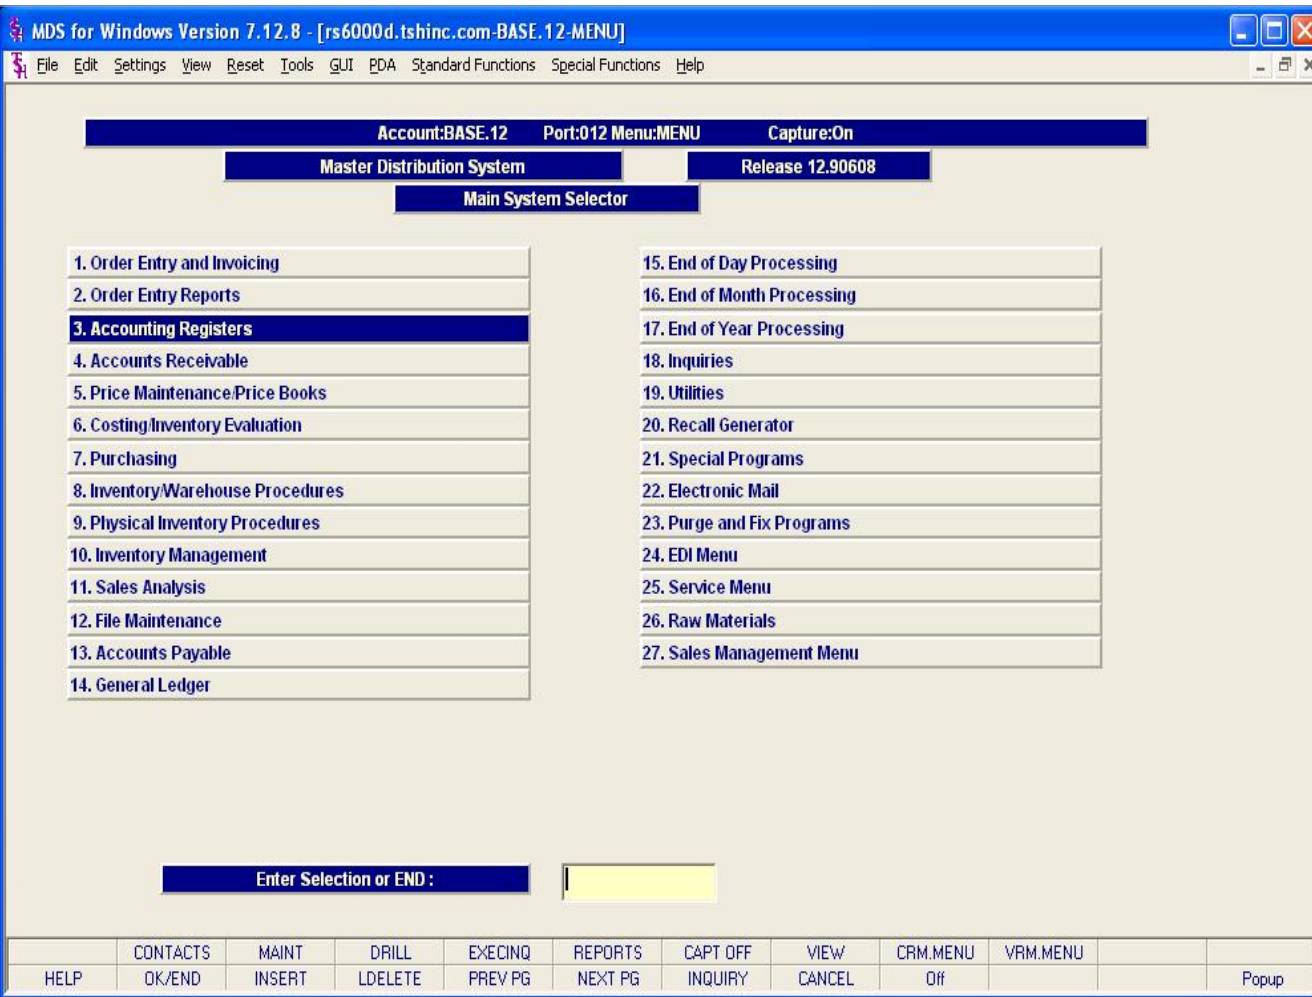 MDS for Windows Version 7.12.8 - [rs6000d.tshinc.com-BASE.12-MENU]
File Edit Settings View Reset Tools GUI PDA Standard Functions Special Functions Help
Account:BASE.12 Port:012 Menu:MENU Capture:On
Master Distribution System Release 12.90608
Main System Selector
1. Order Entry and Invoicing
2. Order Entry Reports
3. Accounting Registers
4. Accounts Receivable
5. Price Maintenance/Price Books
6. Costing/Inventory Evaluation
7. Purchasing
8. Inventory/Warehouse Procedures
9. Physical Inventory Procedures
10. Inventory Management
11. Sales Analysis
12. File Maintenance
13. Accounts Payable
14. General Ledger
15. End of Day Processing
16. End of Month Processing
17. End of Year Processing
18. Inquiries
19. Utilities
20. Recall Generator
21. Special Programs
22. Electronic Mail
23. Purge and Fix Programs
24. EDI Menu
25. Service Menu
26. Raw Materials
27. Sales Management Menu
Enter Selection or END :
CONTACTS MAINT DRILL EXECINQ REPORTS CAPT OFF VIEW CRM.MENU VRM.MENU
HELP OK/END INSERT LDELETE PREV PG NEXT PG INQUIRY CANCEL Off Popup